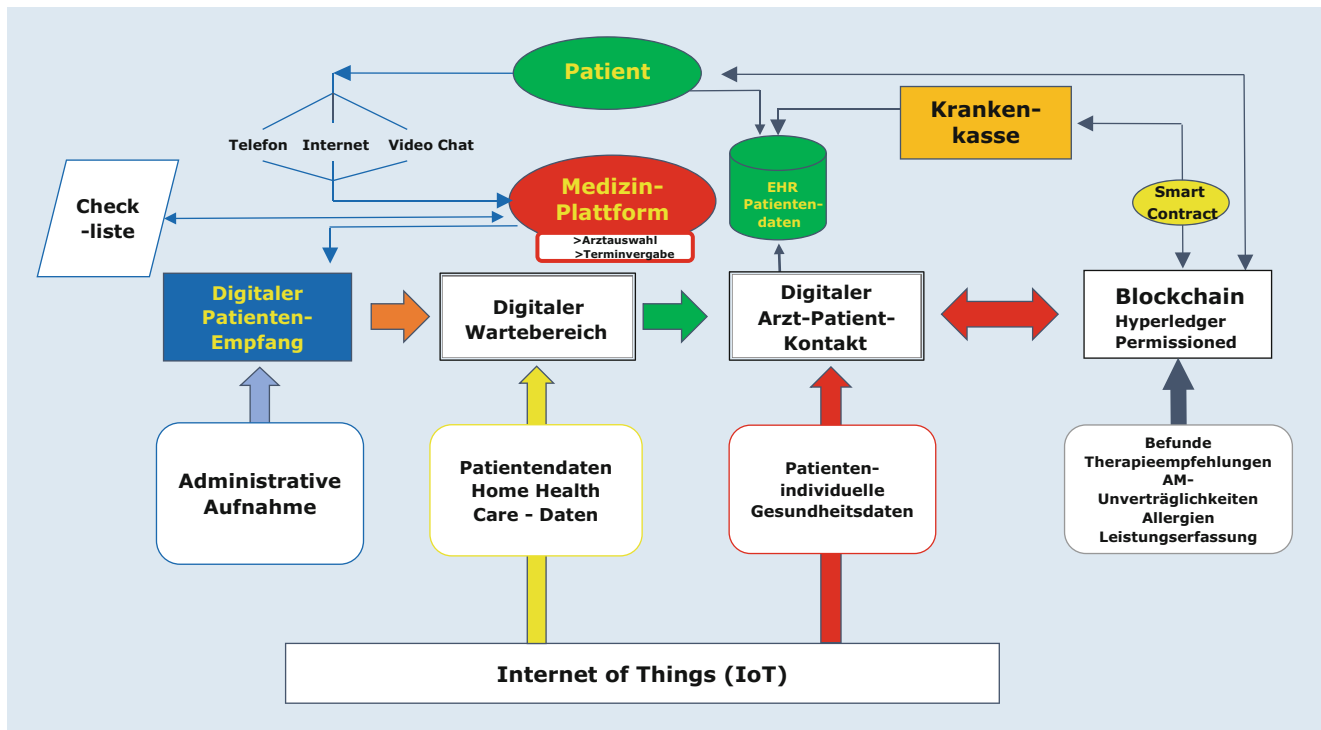 Patient
Kranken-
kasse
Telefon Internet Video Chat
Check
-liste
Medizin-
Plattform
>Arztauswahl
>Terminvergabe
EHR
Patienten-
daten
Smart
Contract
Digitaler
Patienten-
Empfang
Digitaler
Wartebereich
Digitaler
Arzt-Patient-
Kontakt
Blockchain
Hyperledger
Permissioned
Administrative
Aufnahme
Patientendaten
Home Health
Care - Daten
Patienten-
individuelle
Gesundheitsdaten
Befunde
Therapieempfehlungen
AM-
Unverträglichkeiten
Allergien
Leistungserfassung
Internet of Things (IoT)